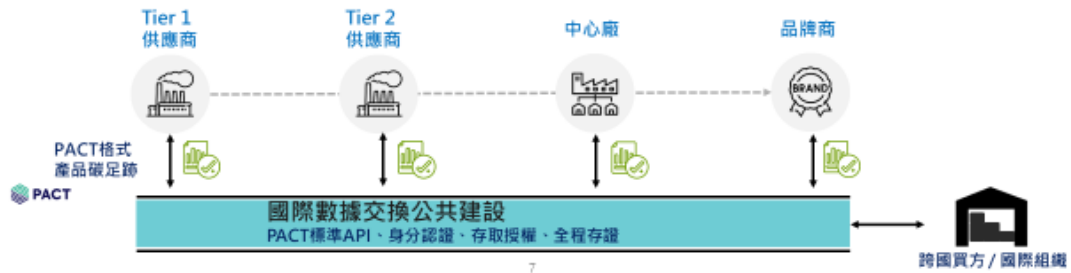 Tier 1
供應商
Tier 2
供應商
中心廠
品牌商
BRAND
PACT格式
產品碳足跡
PACT
國際數據交換公共建設
PACT標準API、身分認證、存取授權、全程存證
跨國買方 / 國際組織
7